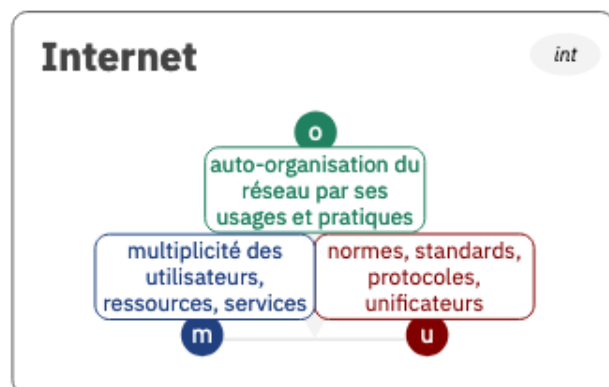 Internet
int
o
auto-organisation du
réseau par ses
usages et pratiques
multiplicité des
utilisateurs,
ressources, services
normes, standards,
protocoles,
unificateurs
m
u